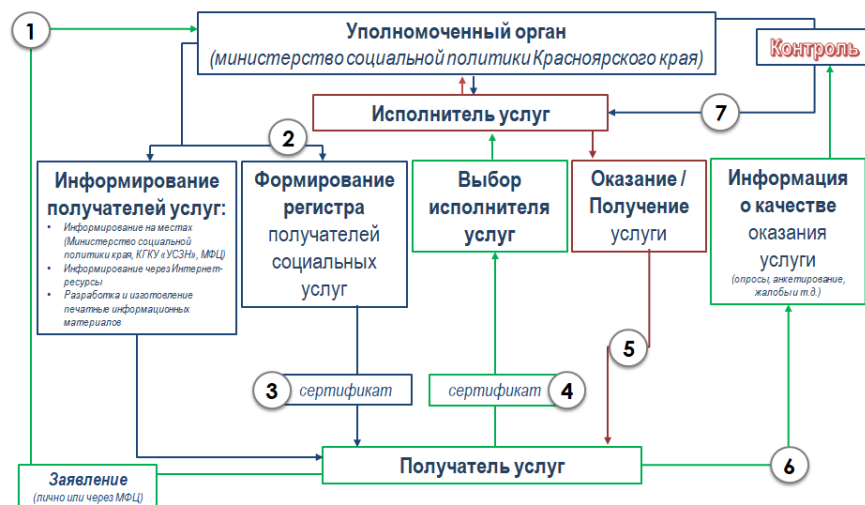 1
Уполномоченный орган
(министерство социальной политики Красноярского края)
Контроль
Исполнитель услуг
7
2
Информирование
получателей услуг:
• Информирование на местах
(Министерство социальной
политики края, КГКУ «УСЗН», МФЦ)
• Информирование через Интернет-
ресурсы
• Разработка и изготовление
печатные информационных
материалов
Формирование
регистра
получателей
социальных
услуг
Выбор
исполнителя
услуг
Оказание /
Получение
услуги
Информация
о качестве
оказания
услуги
(опросы, анкетирование,
жалобы и т.д.)
5
3
сертификат
сертификат
4
Получатель услуг
6
Заявление
(лично или через МФЦ)